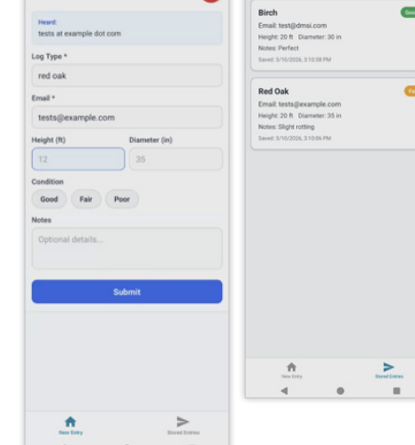 Heard:
tests at example dot com
Log Type *
red oak
Email *
tests@example.com
Height (ft)
Diameter (in)
12
35
Condition
Good
Fair
Poor
Notes
Optional details...
Submit
New Entry
Stored Entries
Birch
Email: test@dmsi.com
Height: 20 ft Diameter: 30 in
Notes: Perfect
Saved: 3/10/2026, 3:10:08 PM
Red Oak
Email: tests@example.com
Height: 20 ft Diameter: 35 in
Notes: Slight rotting
Saved: 3/10/2026, 3:10:06 PM
New Entry
Stored Entries